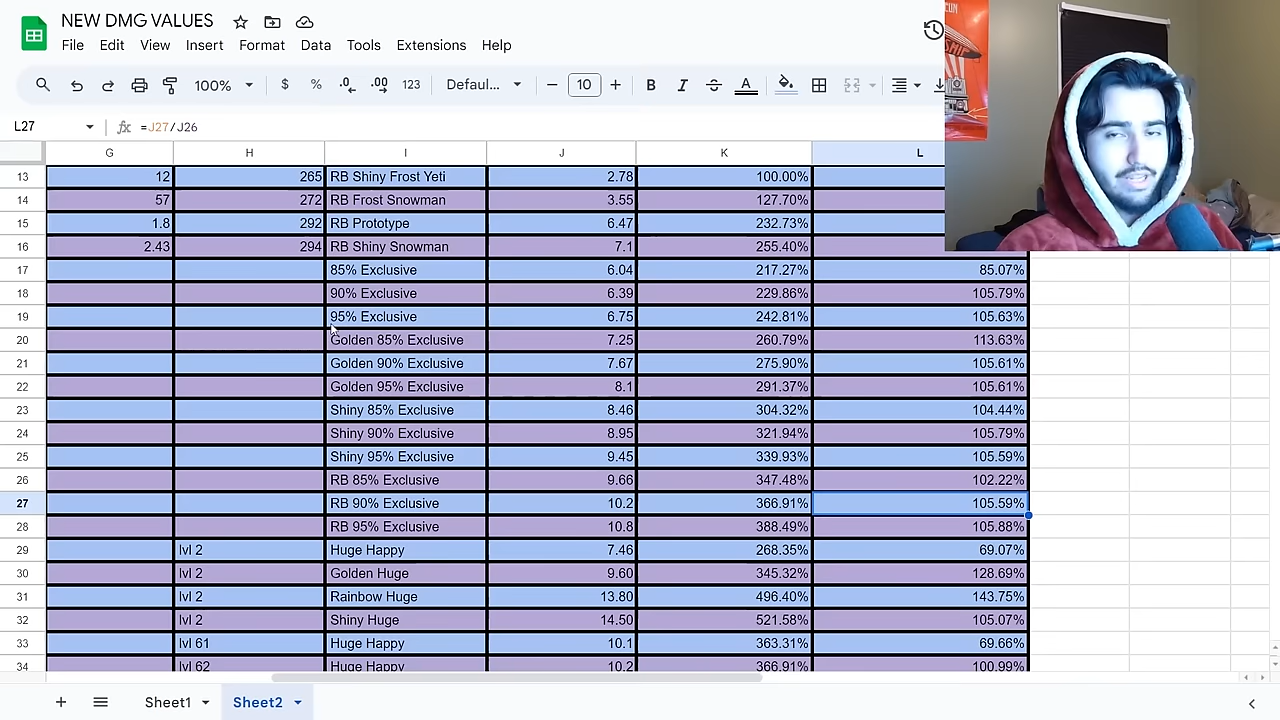 NEW DMG VALUES
File Edit View Insert Format Data Tools Extensions Help
100% $ % .0 .00 123 Defaul... 10 B I A
L27 fx =J27/J26
G H I J K L
13 12 265 RB Shiny Frost Yeti 2.78 100.00%
14 57 272 RB Frost Snowman 3.55 127.70%
15 1.8 292 RB Prototype 6.47 232.73%
16 2.43 294 RB Shiny Snowman 7.1 255.40%
17 85% Exclusive 6.04 217.27% 85.07%
18 90% Exclusive 6.39 229.86% 105.79%
19 95% Exclusive 6.75 242.81% 105.63%
20 Golden 85% Exclusive 7.25 260.79% 113.63%
21 Golden 90% Exclusive 7.67 275.90% 105.61%
22 Golden 95% Exclusive 8.1 291.37% 105.61%
23 Shiny 85% Exclusive 8.46 304.32% 104.44%
24 Shiny 90% Exclusive 8.95 321.94% 105.79%
25 Shiny 95% Exclusive 9.45 339.93% 105.59%
26 RB 85% Exclusive 9.66 347.48% 102.22%
27 RB 90% Exclusive 10.2 366.91% 105.59%
28 RB 95% Exclusive 10.8 388.49% 105.88%
29 lvl 2 Huge Happy 7.46 268.35% 69.07%
30 lvl 2 Golden Huge 9.60 345.32% 128.69%
31 lvl 2 Rainbow Huge 13.80 496.40% 143.75%
32 lvl 2 Shiny Huge 14.50 521.58% 105.07%
33 lvl 61 Huge Happy 10.1 363.31% 69.66%
34 lvl 62 Huge Happy 10.2 366.91% 100.99%
Sheet1 Sheet2